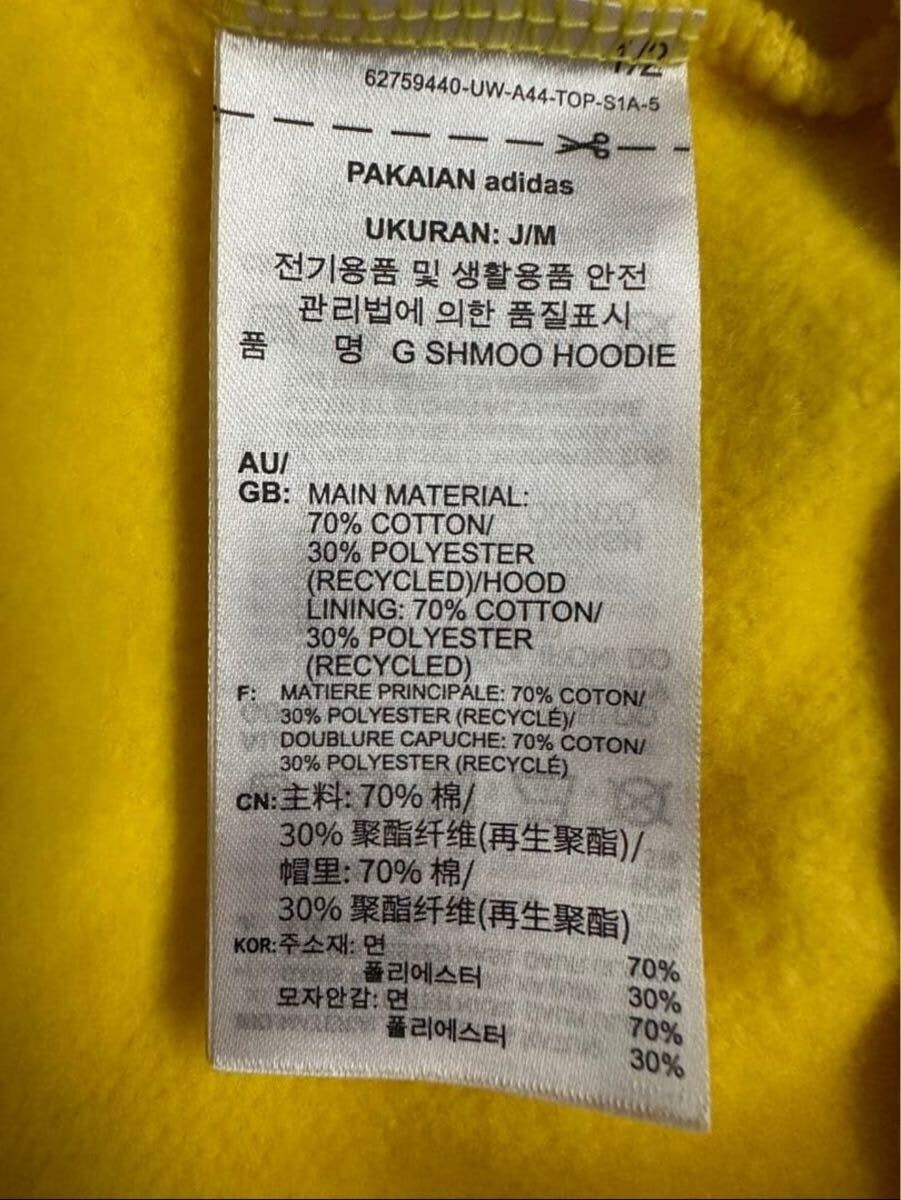 1/2
62759440-UW-A44-TOP-S1A-5
PAKAIAN adidas
UKURAN: J/M
전기용품 및 생활용품 안전
관리법에 의한 품질표시
품 명 G SHMOO HOODIE
AU/
GB: MAIN MATERIAL:
70% COTTON/
30% POLYESTER
(RECYCLED)/HOOD
LINING: 70% COTTON/
30% POLYESTER
(RECYCLED)
F: MATIERE PRINCIPALE: 70% COTON/
30% POLYESTER (RECYCLÉ)/
DOUBLURE CAPUCHE: 70% COTON/
30% POLYESTER (RECYCLÉ)
CN: 主料: 70% 棉/
30% 聚酯纤维(再生聚酯)/
帽里: 70% 棉/
30% 聚酯纤维(再生聚酯)
KOR: 주소재: 면 70%
폴리에스터 30%
모자안감: 면 70%
폴리에스터 30%